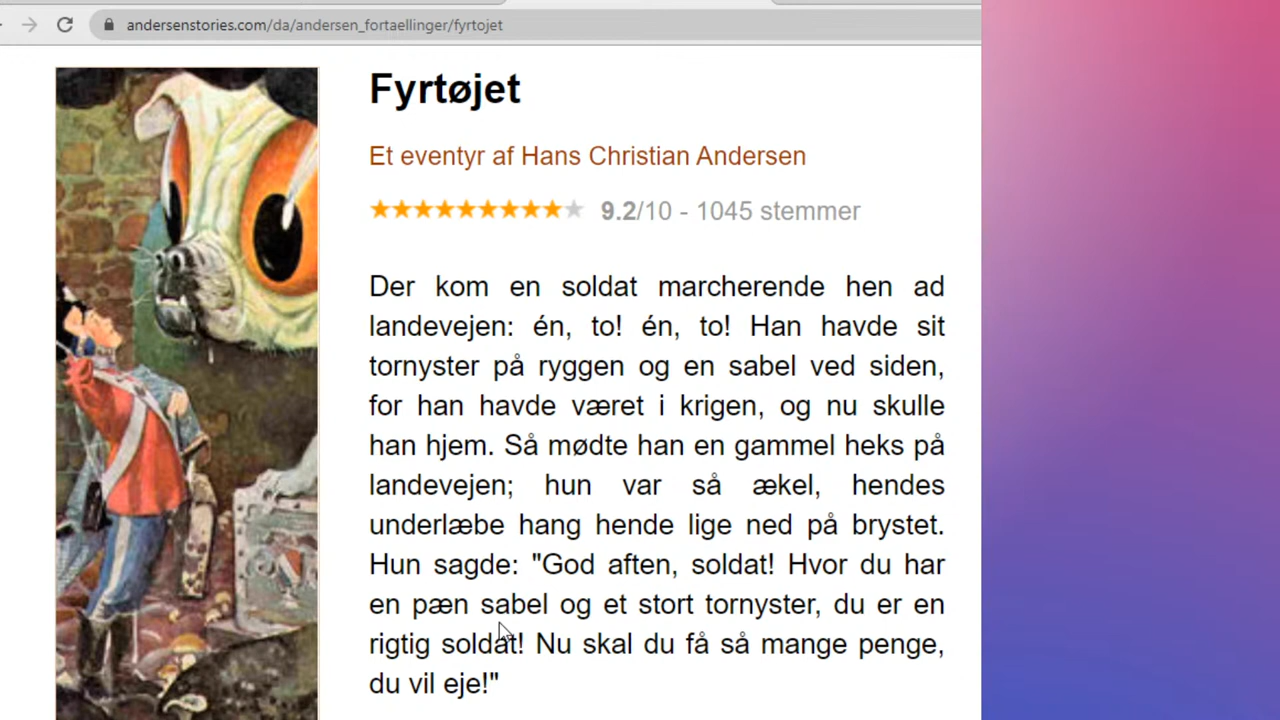 andersenstories.com/da/andersen_fortaellinger/fyrtojet
Fyrtøjet
Et eventyr af Hans Christian Andersen
9.2/10 - 1045 stemmer
Der kom en soldat marcherende hen ad
landevejen: én, to! én, to! Han havde sit
tornyster på ryggen og en sabel ved siden,
for han havde været i krigen, og nu skulle
han hjem. Så mødte han en gammel heks på
landevejen; hun var så ækel, hendes
underlæbe hang hende lige ned på brystet.
Hun sagde: "God aften, soldat! Hvor du har
en pæn sabel og et stort tornyster, du er en
rigtig soldat! Nu skal du få så mange penge,
du vil eje!"